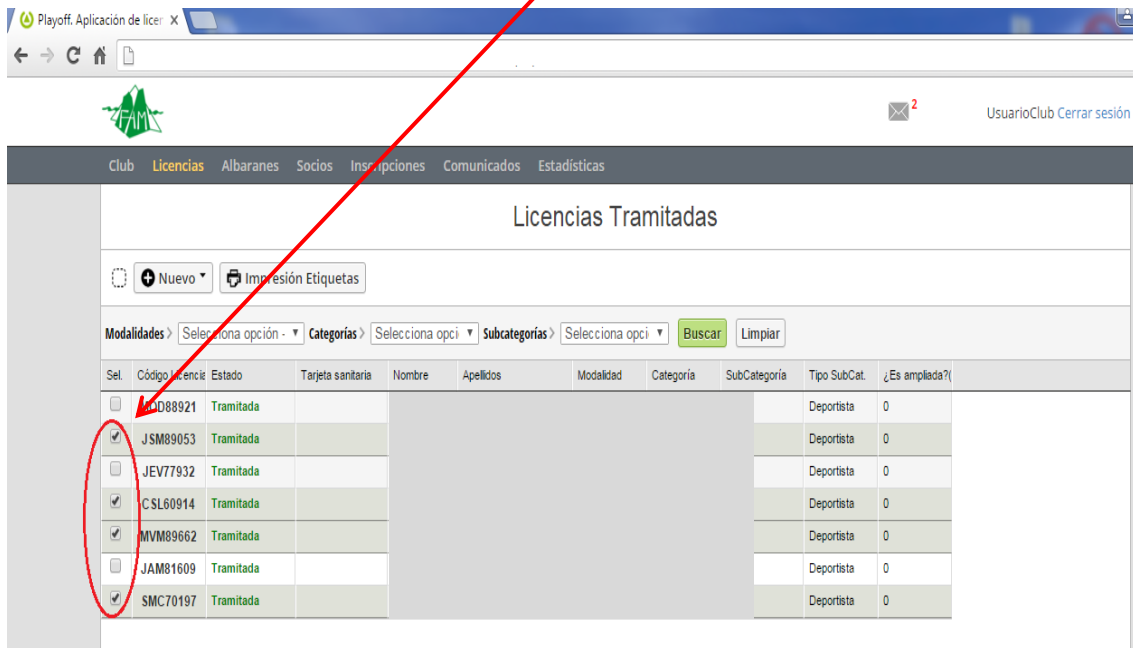 Playoff. Aplicación de licer x
FAM
2
UsuarioClub Cerrar sesión
Club Licencias Albaranes Socios Inscripciones Comunicados Estadísticas
Licencias Tramitadas
Nuevo Impresión Etiquetas
Modalidades Selecciona opción - Categorías Selecciona opci Subcategorías Selecciona opci Buscar Limpiar
Sel. Código Licencia Estado Tarjeta sanitaria Nombre Apellidos Modalidad Categoría SubCategoría Tipo SubCat. ¿Es ampliada?(
Tramitada Deportista 0
JSM89053 Tramitada Deportista 0
JEV77932 Tramitada Deportista 0
CSL60914 Tramitada Deportista 0
MVM89662 Tramitada Deportista 0
JAM81609 Tramitada Deportista 0
SMC70197 Tramitada Deportista 0